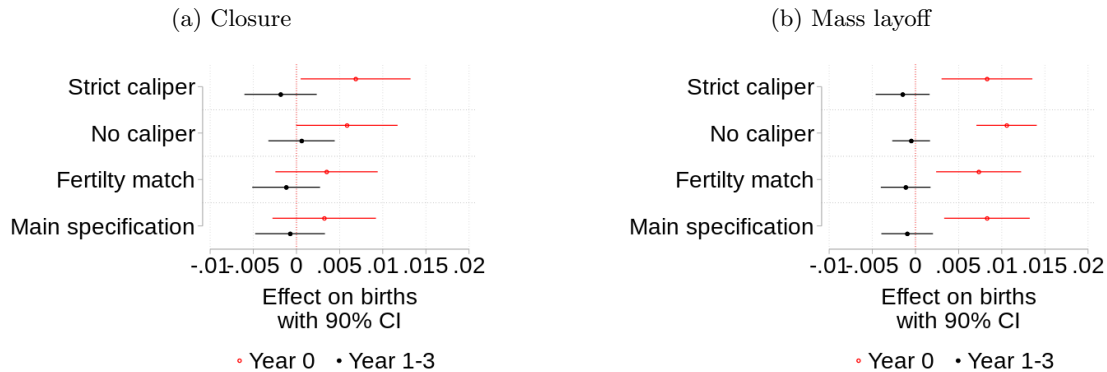 (a) Closure
Strict caliper
No caliper
Fertilty match
Main specification
-.01 -.005 0 .005 .01 .015 .02
Effect on births
with 90% CI
Year 0 Year 1-3
(b) Mass layoff
Strict caliper
No caliper
Fertilty match
Main specification
-.01 -.005 0 .005 .01 .015 .02
Effect on births
with 90% CI
Year 0 Year 1-3